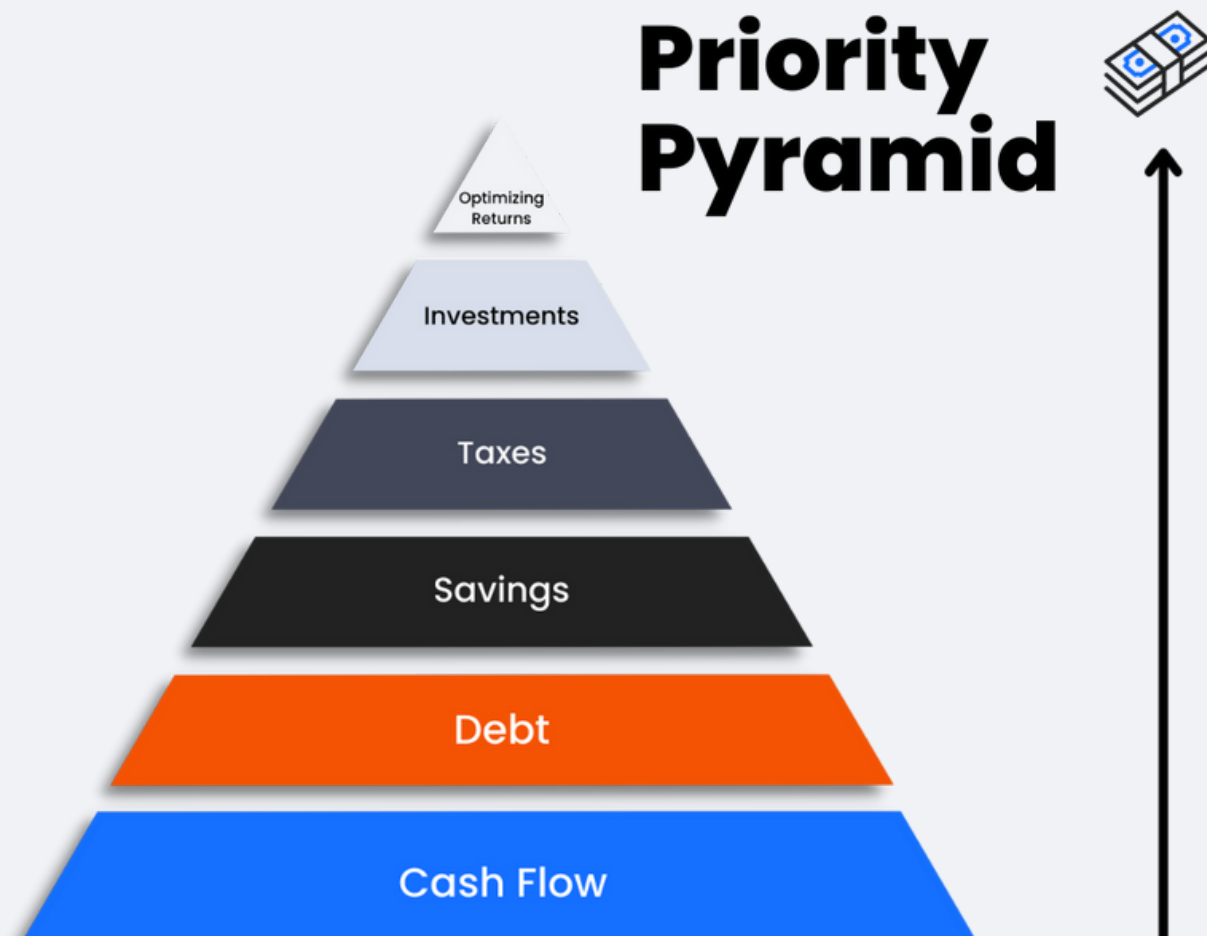 Priority
Pyramid
Optimizing
Returns
Investments
Taxes
Savings
Debt
Cash Flow